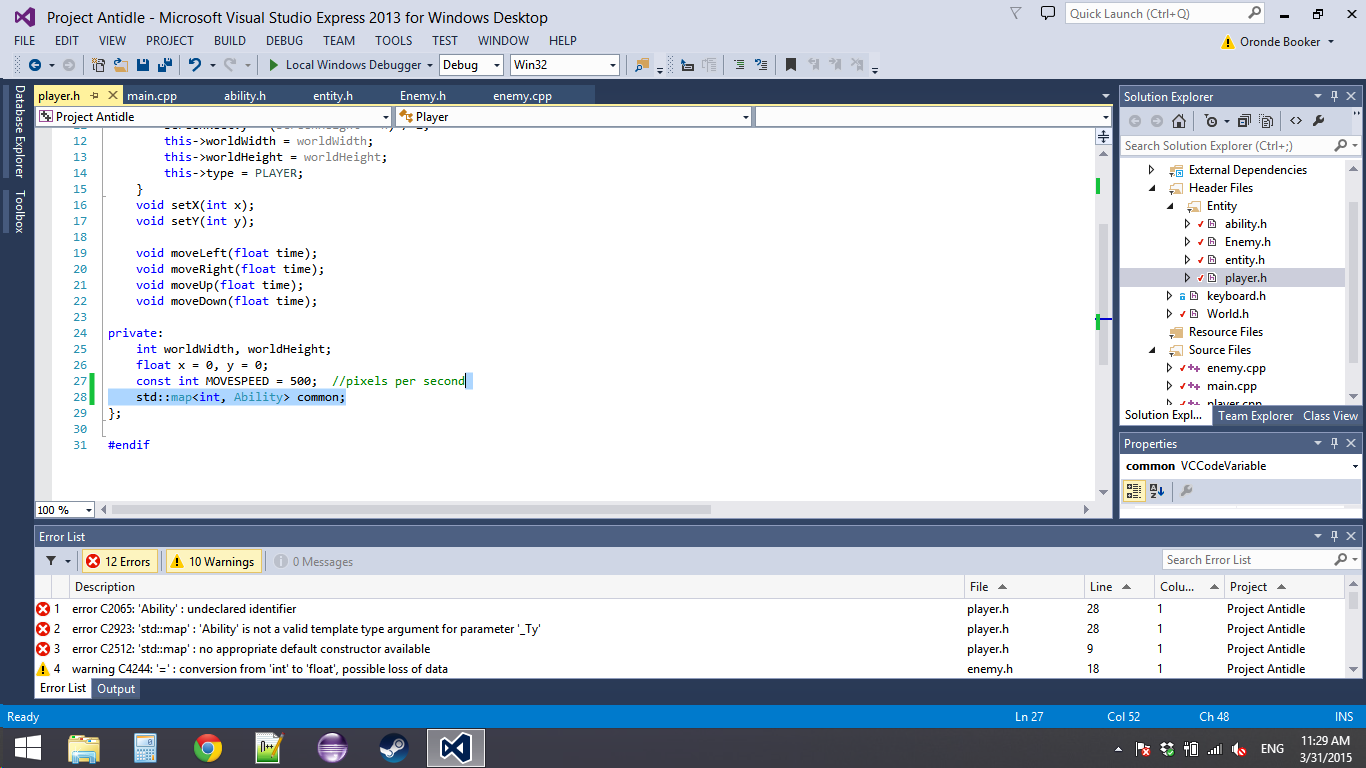 Project Antidle - Microsoft Visual Studio Express 2013 for Windows Desktop
Quick Launch (Ctrl+Q)
FILE EDIT VIEW PROJECT BUILD DEBUG TEAM TOOLS TEST WINDOW HELP
Oronde Booker
Local Windows Debugger Debug Win32
Database Explorer
Toolbox
player.h main.cpp ability.h entity.h Enemy.h enemy.cpp
Project Antidle Player
12 this->worldWidth = worldWidth;
13 this->worldHeight = worldHeight;
14 this->type = PLAYER;
15 }
16 void setX(int x);
17 void setY(int y);
18
19 void moveLeft(float time);
20 void moveRight(float time);
21 void moveUp(float time);
22 void moveDown(float time);
23
24 private:
25 int worldWidth, worldHeight;
26 float x = 0, y = 0;
27 const int MOVESPEED = 500; //pixels per second
28 std::map<int, Ability> common;
29 };
30
31 #endif
100 %
Solution Explorer
Search Solution Explorer (Ctrl+;)
External Dependencies
Header Files
Entity
ability.h
Enemy.h
entity.h
player.h
keyboard.h
World.h
Resource Files
Source Files
enemy.cpp
main.cpp
player.cpp
Solution Expl... Team Explorer Class View
Properties
common VCCodeVariable
Error List
12 Errors 10 Warnings 0 Messages
Search Error List
Description File Line Colu... Project
1 error C2065: 'Ability' : undeclared identifier player.h 28 1 Project Antidle
2 error C2923: 'std::map' : 'Ability' is not a valid template type argument for parameter '_Ty' player.h 28 1 Project Antidle
3 error C2512: 'std::map' : no appropriate default constructor available player.h 9 1 Project Antidle
4 warning C4244: '=' : conversion from 'int' to 'float', possible loss of data enemy.h 18 1 Project Antidle
Error List Output
Ready Ln 27 Col 52 Ch 48 INS
ENG
11:29 AM
3/31/2015